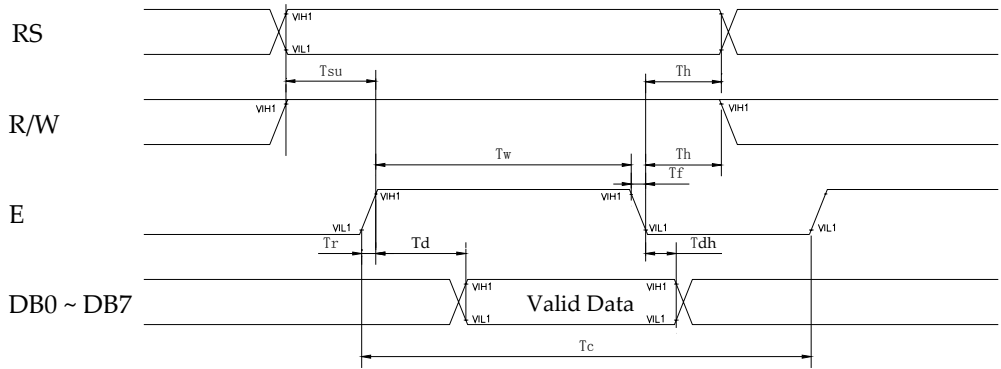 RS
VIH1
VIL1
Tsu
Th
R/W
VIH1
VIH1
Tw
Th
Tf
E
VIH1
VIH1
VIL1
VIL1
VIL1
Tr
Td
Tdh
DB0 ~ DB7
VIH1
Valid Data
VIH1
VIL1
VIL1
Tc